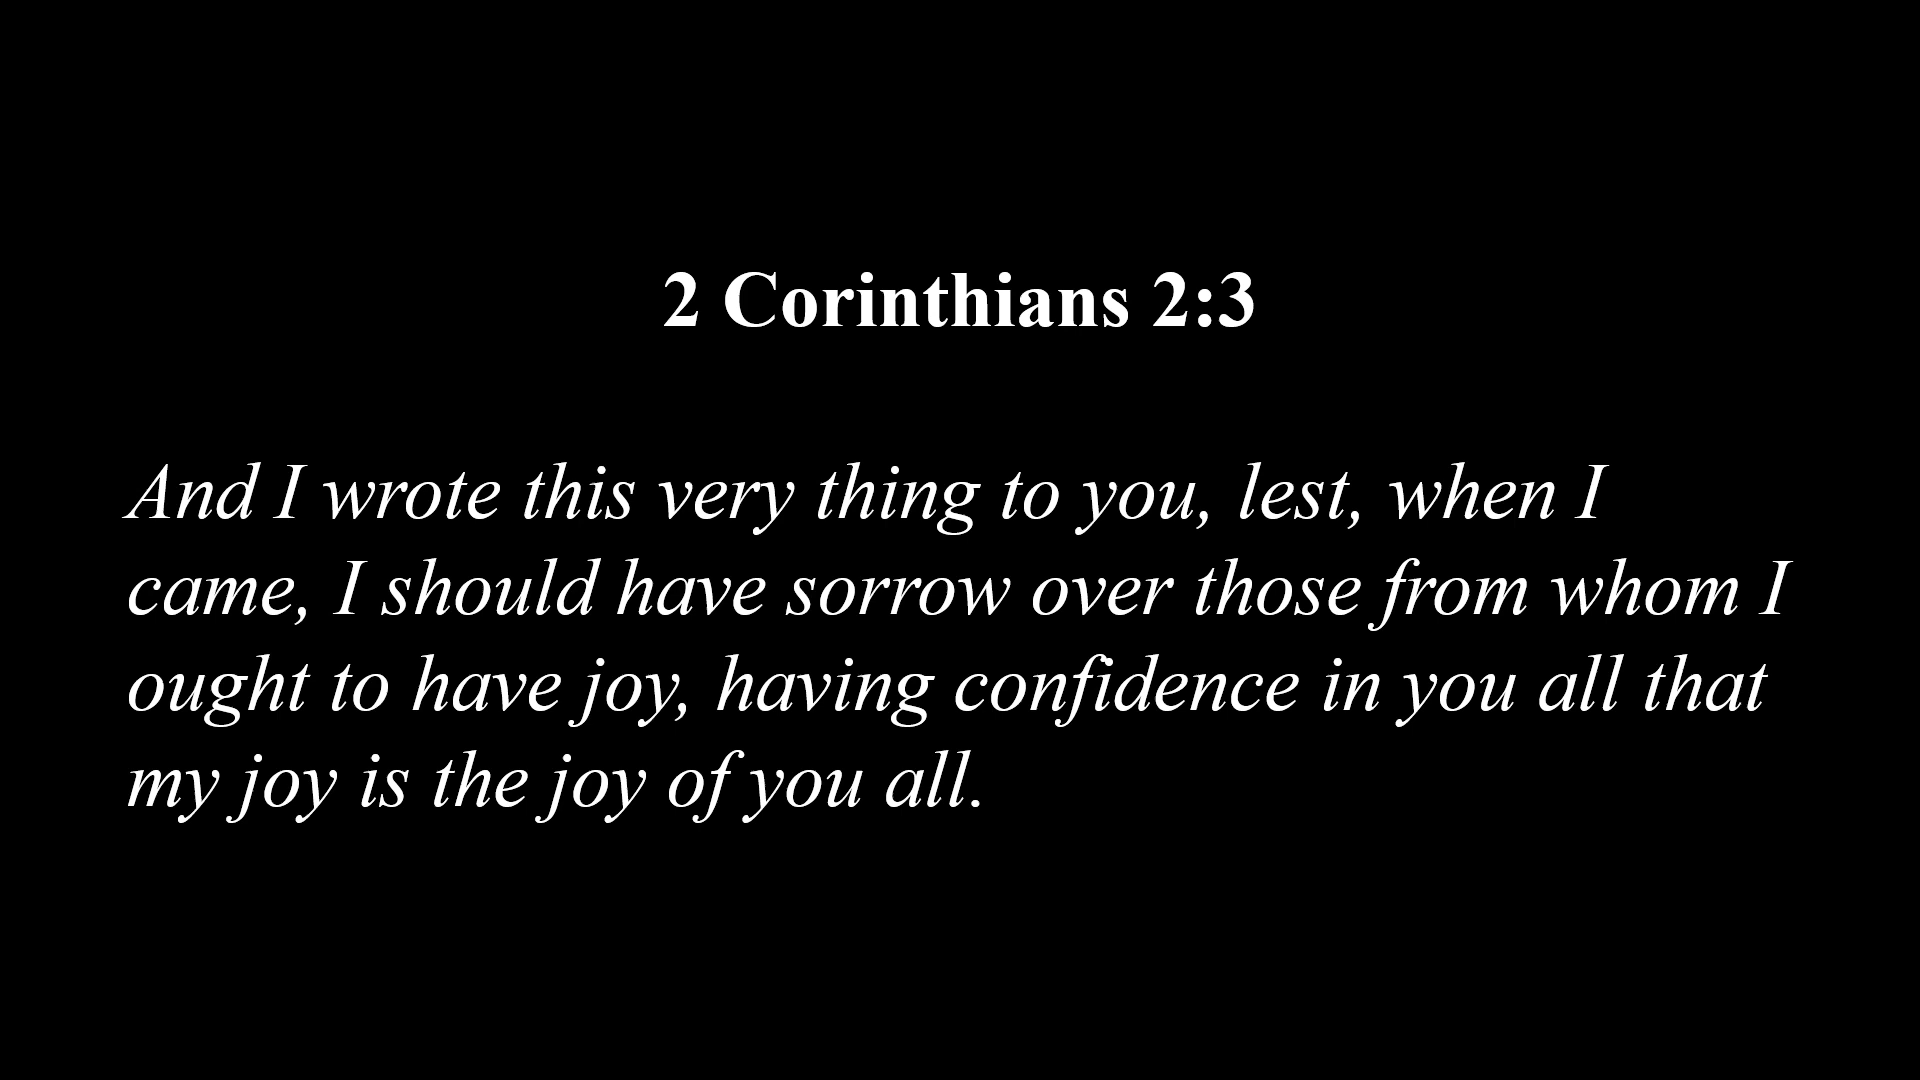 2 Corinthians 2:3
And I wrote this very thing to you, lest, when I
came, I should have sorrow over those from whom I
ought to have joy, having confidence in you all that
my joy is the joy of you all.